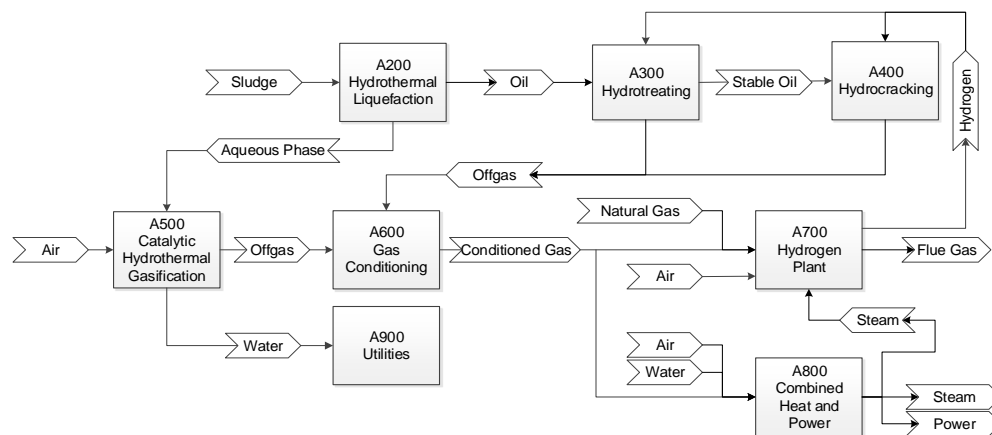 A200
Hydrothermal
Liquefaction
Sludge
Oil
A300
Hydrotreating
Stable Oil
A400
Hydrocracking
Hydrogen
Aqueous Phase
Offgas
A500
Catalytic
Hydrothermal
Gasification
Air
Offgas
A600
Gas
Conditioning
Conditioned Gas
Natural Gas
Air
A700
Hydrogen
Plant
Flue Gas
Steam
Water
A900
Utilities
Air
Water
A800
Combined
Heat and
Power
Steam
Power